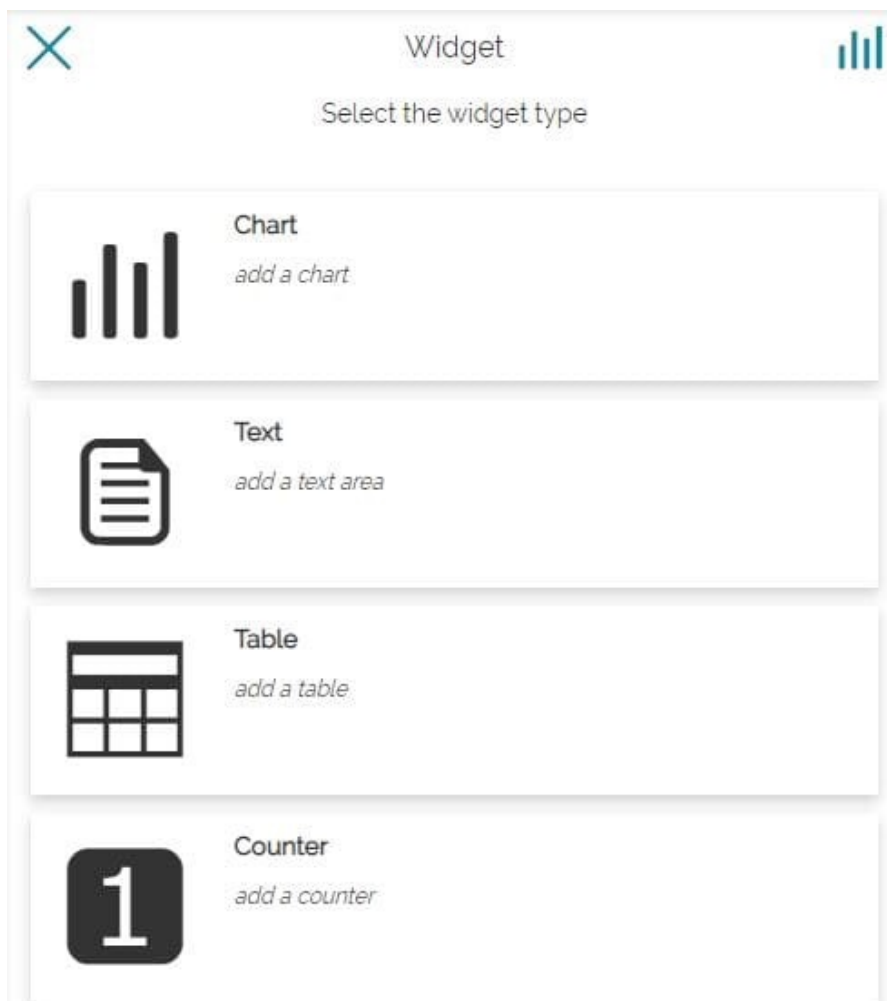 Widget
Select the widget type
Chart
add a chart
Text
add a text area
Table
add a table
1
Counter
add a counter